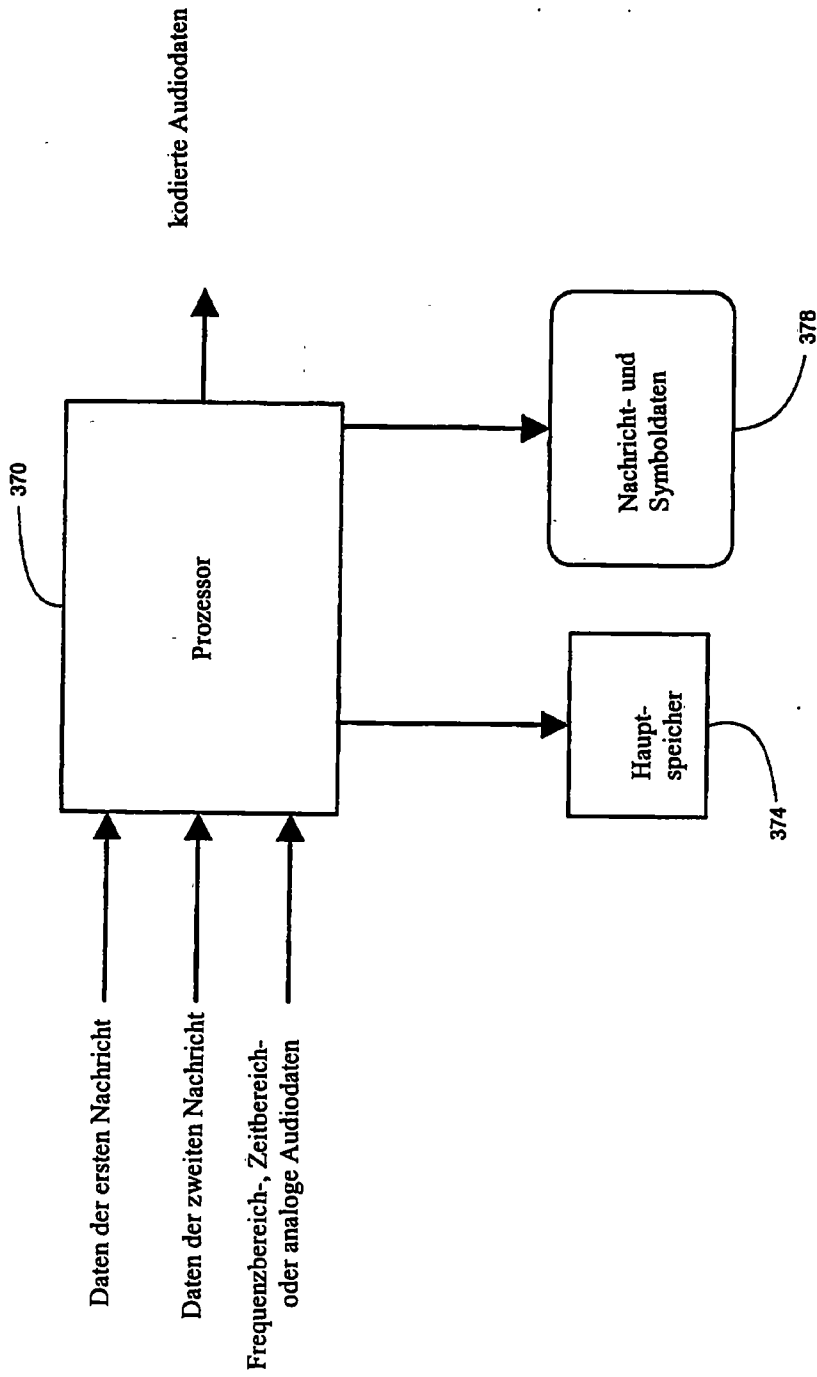 370
Daten der ersten Nachricht
Daten der zweiten Nachricht
Frequenzbereich-, Zeitbereich-
oder analoge Audiodaten
Prozessor
kodierte Audiodaten
Haupt-
speicher
374
Nachricht- und
Symboldaten
378